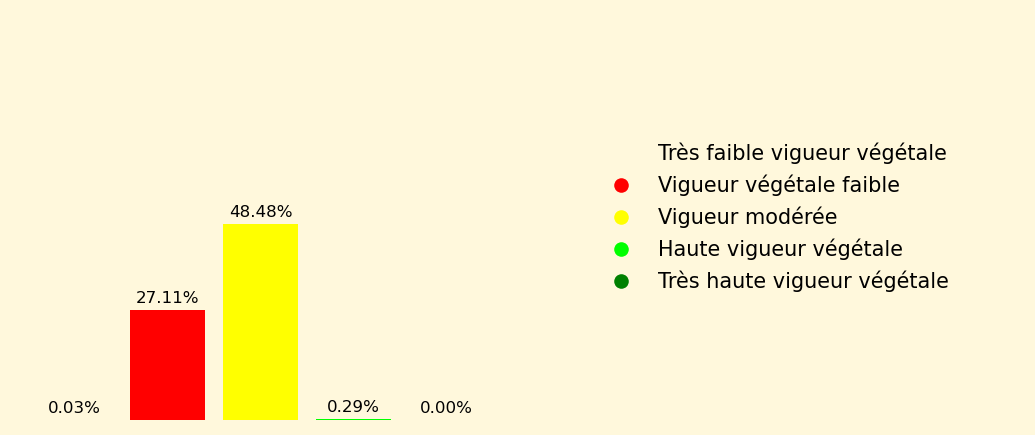 Très faible vigueur végétale
Vigueur végétale faible
48.48%
Vigueur modérée
Haute vigueur végétale
Très haute vigueur végétale
27.11%
0.03%
0.29%
0.00%